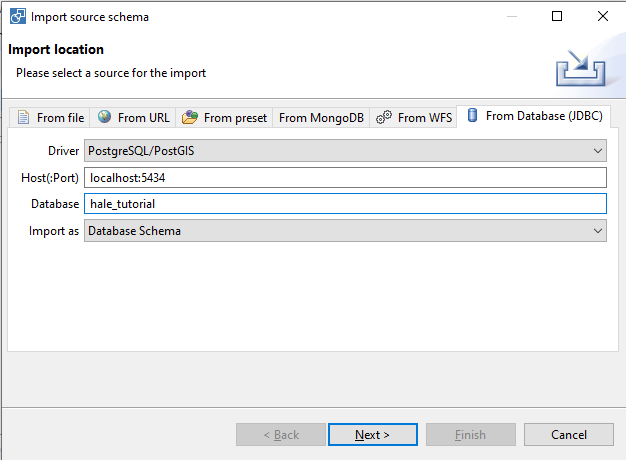 Import source schema
Import location
Please select a source for the import
From file From URL From preset From MongoDB From WFS From Database (JDBC)
Driver PostgreSQL/PostGIS
Host(:Port) localhost:5434
Database hale_tutorial
Import as Database Schema
< Back Next > Finish Cancel